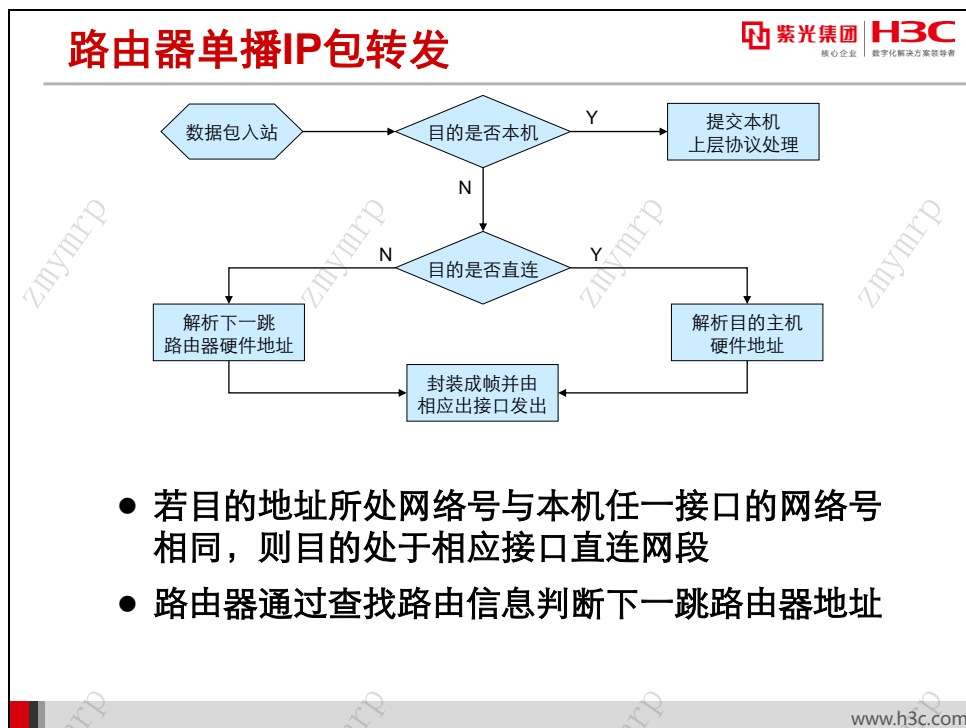 路由器单播IP包转发
紫光集团
核心企业
H3C
数字化解决方案领导者
数据包入站
目的是否本机
Y
提交本机
上层协议处理
N
N
目的是否直连
Y
解析下一跳
路由器硬件地址
解析目的主机
硬件地址
封装成帧并由
相应出接口发出
zmymrp
zmymrp
zmymrp
zmymrp
● 若目的地址所处网络号与本机任一接口的网络号
相同，则目的处于相应接口直连网段
● 路由器通过查找路由信息判断下一跳路由器地址
www.h3c.com